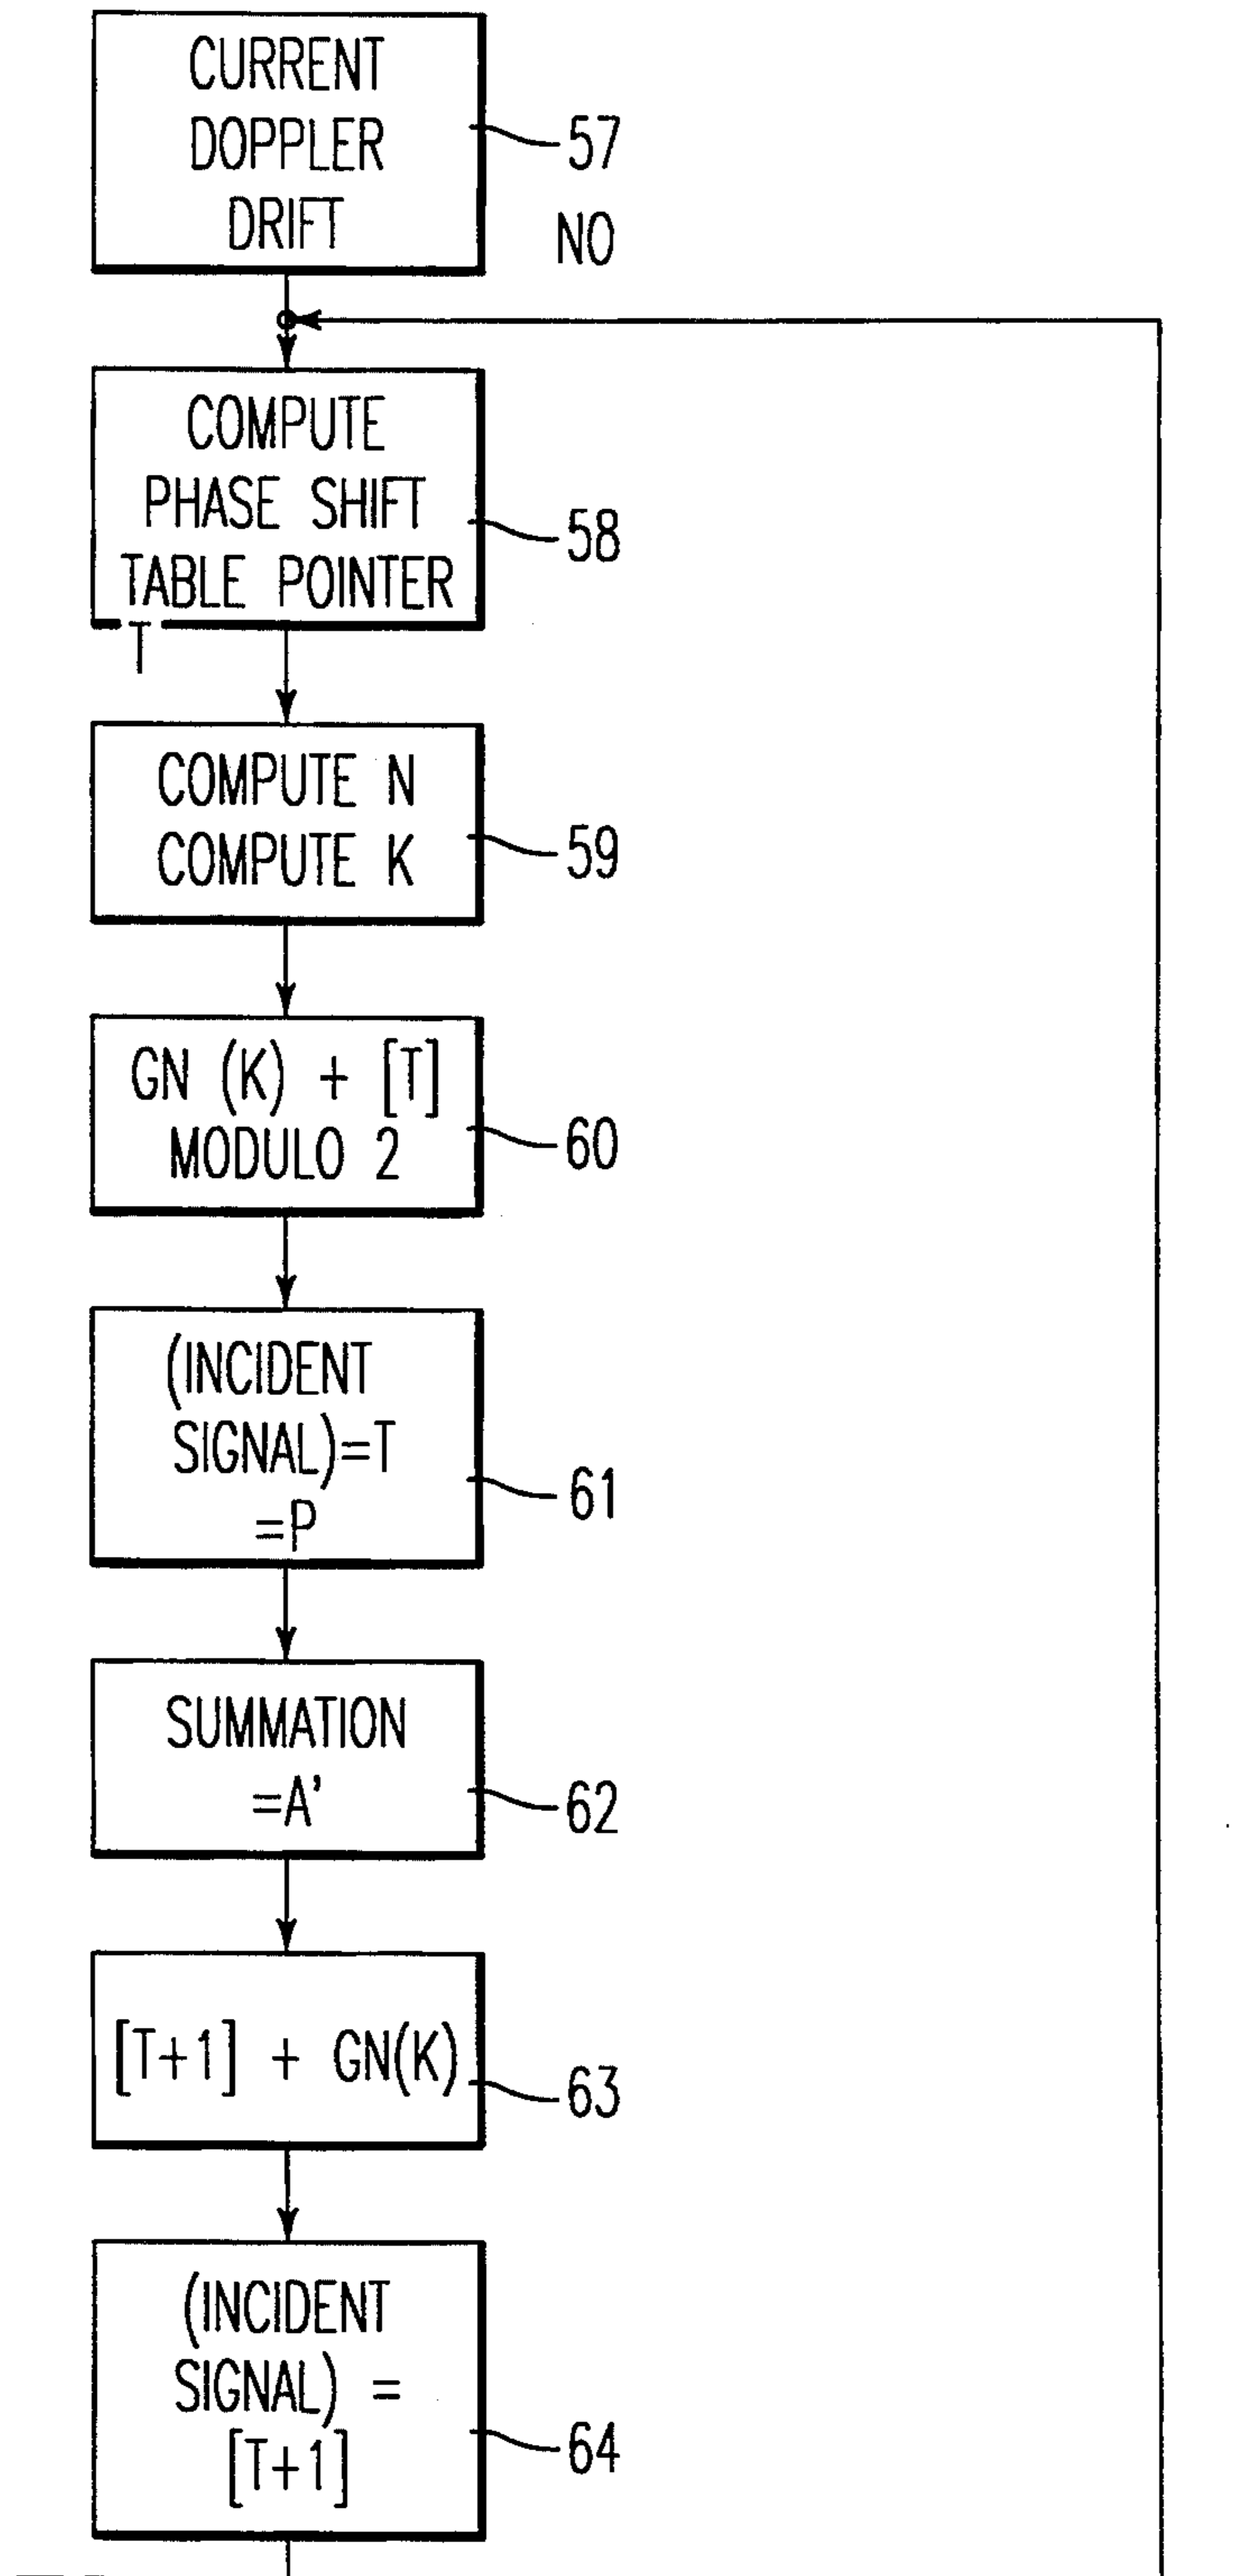 CURRENT
DOPPLER
DRIFT
57
NO
COMPUTE
PHASE SHIFT
TABLE POINTER
T
58
COMPUTE N
COMPUTE K
59
GN (K) + [T]
MODULO 2
60
(INCIDENT
SIGNAL)=T
=P
61
SUMMATION
=A'
62
[T+1] + GN(K)
63
(INCIDENT
SIGNAL) =
[T+1]
64